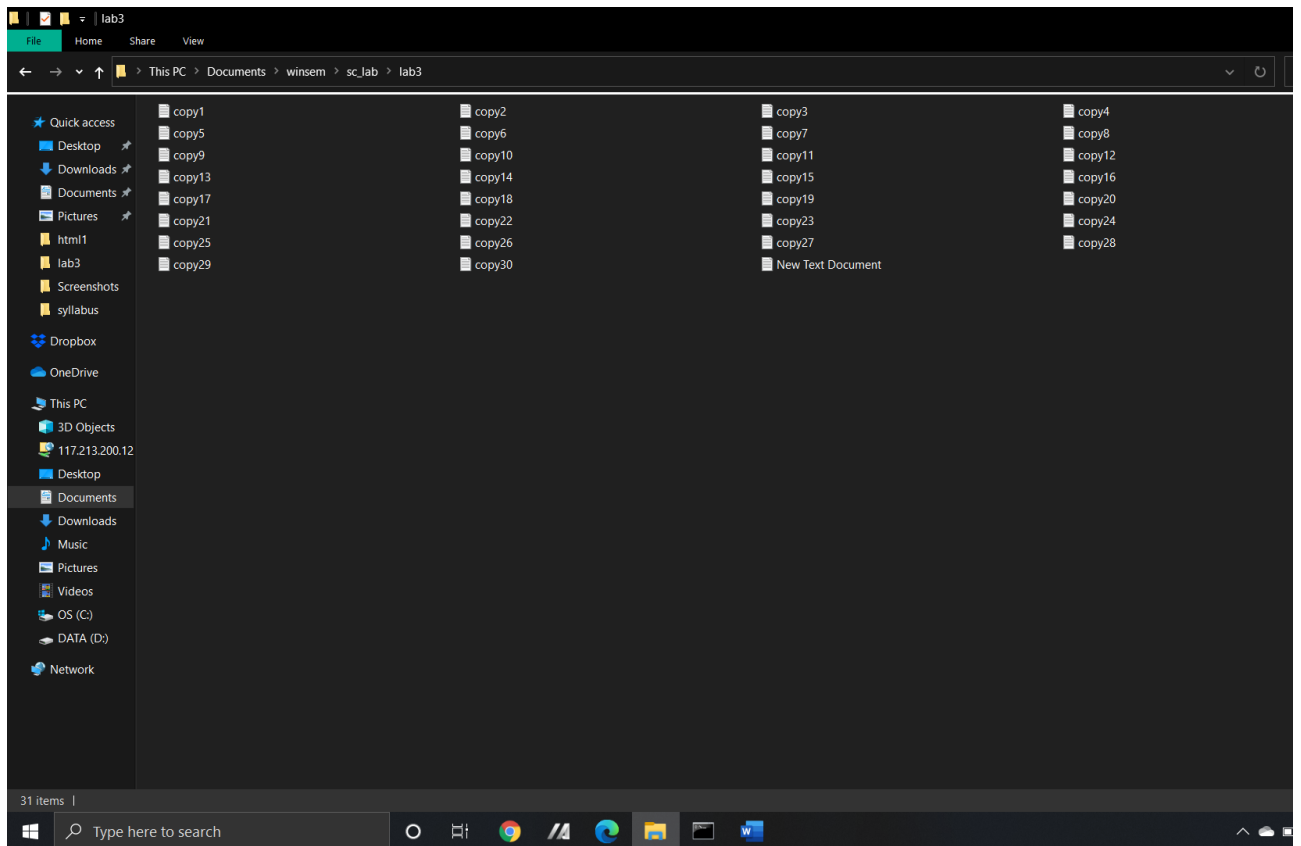 lab3
File Home Share View
This PC > Documents > winsem > sc_lab > lab3
Quick access
Desktop
Downloads
Documents
Pictures
html1
lab3
Screenshots
syllabus
Dropbox
OneDrive
This PC
3D Objects
117.213.200.12
Desktop
Documents
Downloads
Music
Pictures
Videos
OS (C:)
DATA (D:)
Network
copy1 copy2 copy3 copy4
copy5 copy6 copy7 copy8
copy9 copy10 copy11 copy12
copy13 copy14 copy15 copy16
copy17 copy18 copy19 copy20
copy21 copy22 copy23 copy24
copy25 copy26 copy27 copy28
copy29 copy30 New Text Document
31 items
Type here to search